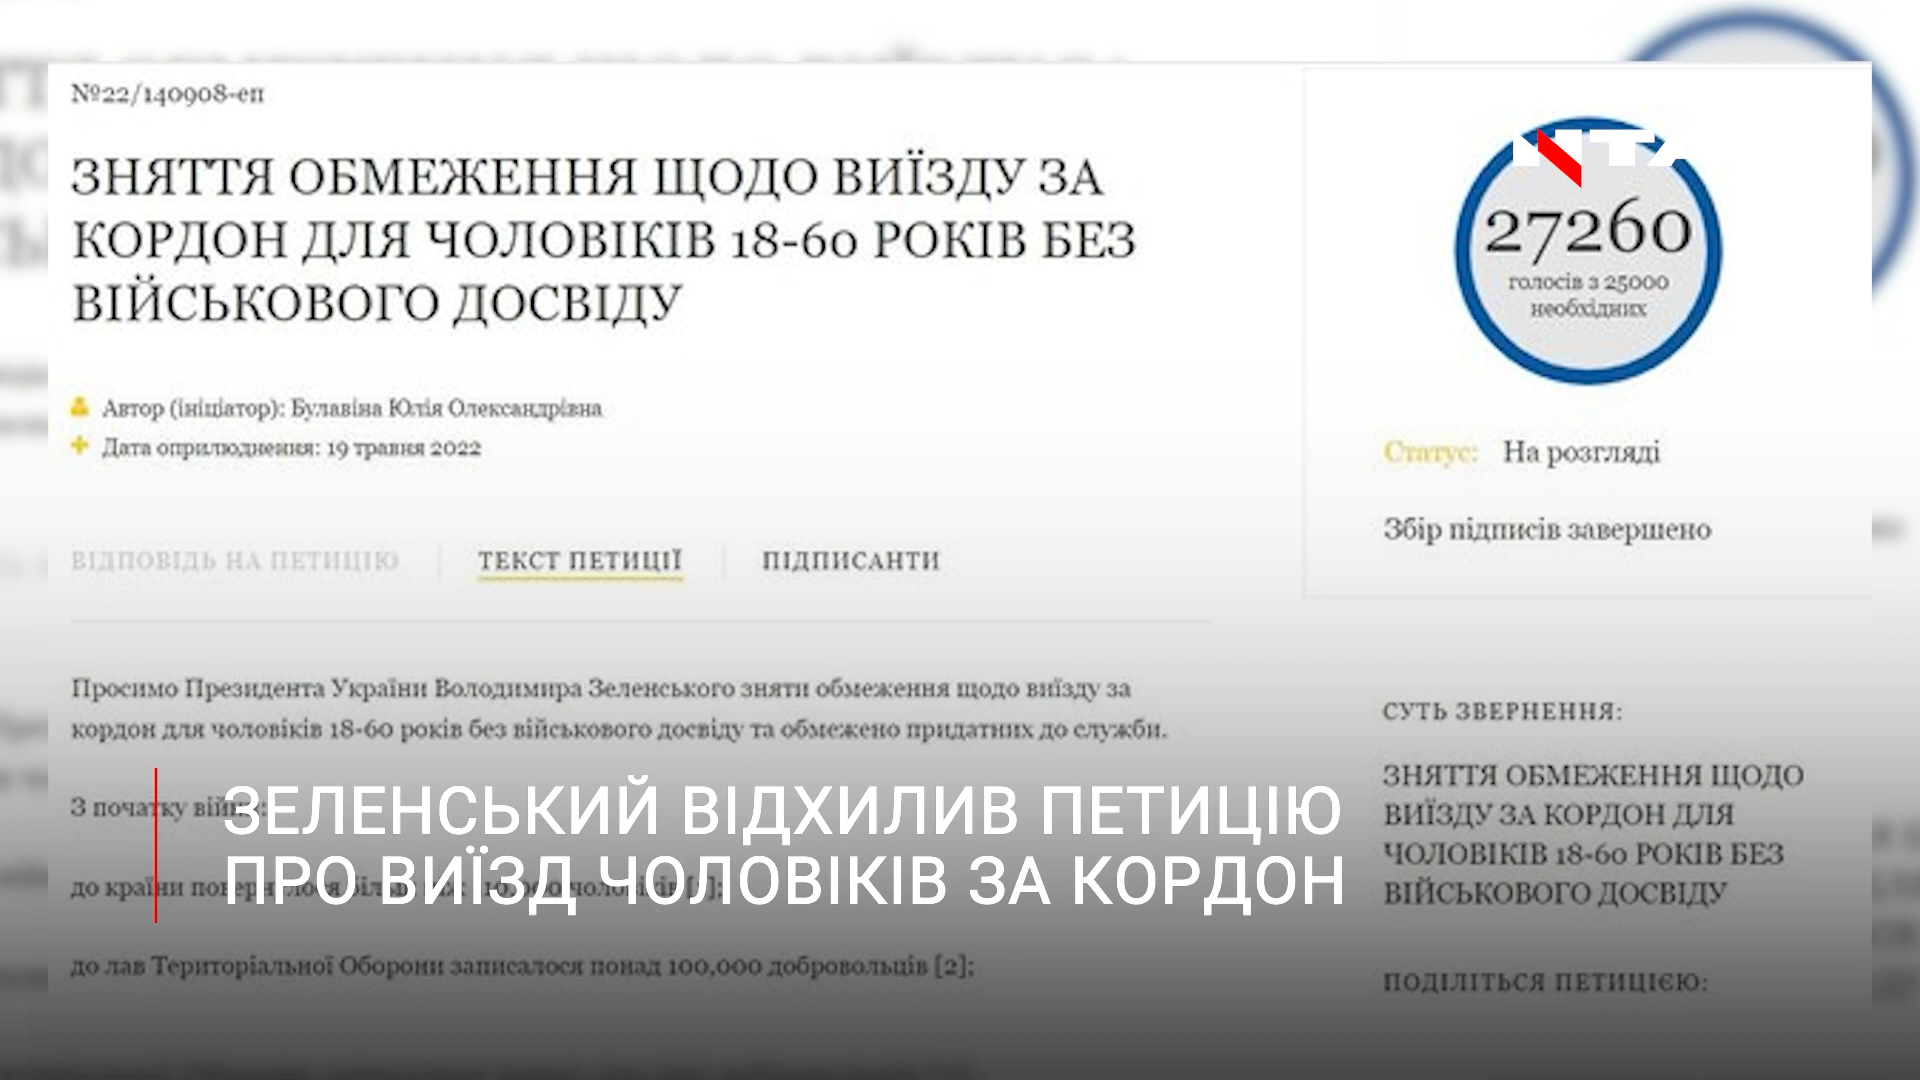 №22/140908-еп
ЗНЯТТЯ ОБМЕЖЕННЯ ЩОДО ВИЇЗДУ ЗА
КОРДОН ДЛЯ ЧОЛОВІКІВ 18-60 РОКІВ БЕЗ
ВІЙСЬКОВОГО ДОСВІДУ
Автор (ініціатор): Булавіна Юлія Олександрівна
Дата оприлюднення: 19 травня 2022
ВІДПОВІДЬ НА ПЕТИЦІЮ
ТЕКСТ ПЕТИЦІЇ
ПІДПИСАНТИ
Просимо Президента України Володимира Зеленського зняти обмеження щодо виїзду за
кордон для чоловіків 18-60 років без військового досвіду та обмежено придатних до служби.
З початку
до країни
до лав Територіальної Оборони записалося понад 100,000 добровольців [2];
ЗЕЛЕНСЬКИЙ ВІДХИЛИВ ПЕТИЦІЮ
ПРО ВИЇЗД ЧОЛОВІКІВ ЗА КОРДОН
NTA
27260
голосів з 25000
необхідних
Статус: На розгляді
Збір підписів завершено
СУТЬ ЗВЕРНЕННЯ:
ЗНЯТТЯ ОБМЕЖЕННЯ ЩОДО
ВИЇЗДУ ЗА КОРДОН ДЛЯ
ЧОЛОВІКІВ 18-60 РОКІВ БЕЗ
ВІЙСЬКОВОГО ДОСВІДУ
ПОДІЛІТЬСЯ ПЕТИЦІЄЮ: